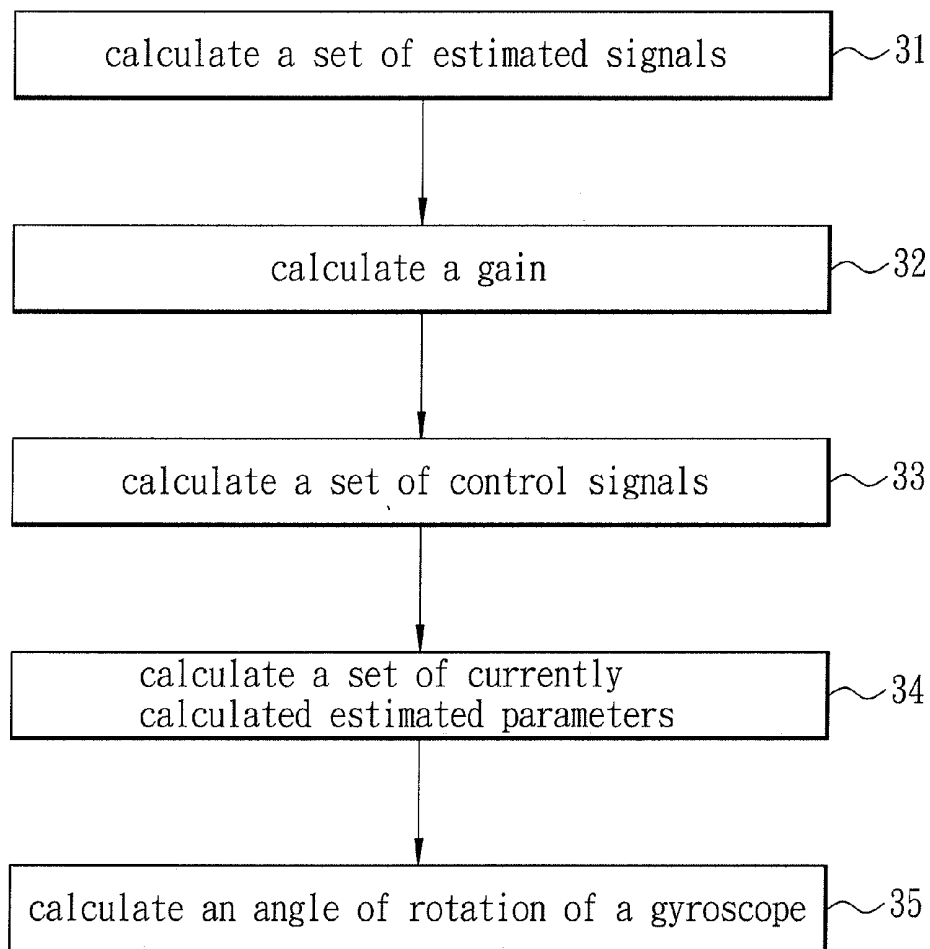 calculate a set of estimated signals 31
calculate a gain 32
calculate a set of control signals 33
calculate a set of currently
calculated estimated parameters 34
calculate an angle of rotation of a gyroscope 35